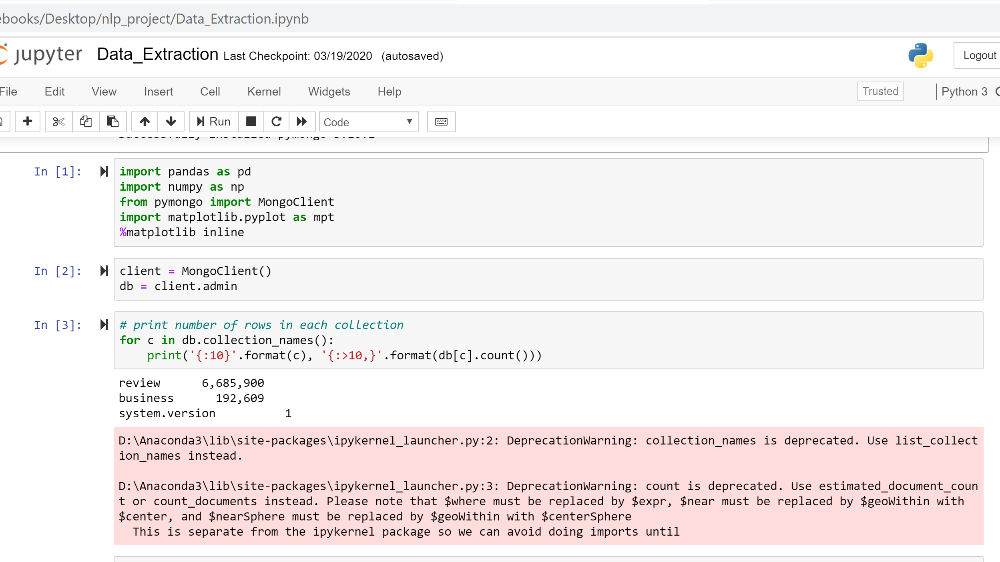 ebooks/Desktop/nlp_project/Data_Extraction.ipynb
jupyter Data_Extraction Last Checkpoint: 03/19/2020 (autosaved) Logout
File Edit View Insert Cell Kernel Widgets Help Trusted Python 3
Run Code
Successfully installed
In [1]: import pandas as pd
import numpy as np
from pymongo import MongoClient
import matplotlib.pyplot as mpt
%matplotlib inline
In [2]: client = MongoClient()
db = client.admin
In [3]: # print number of rows in each collection
for c in db.collection_names():
    print('{:10}'.format(c), '{:>10,}'.format(db[c].count()))
review      6,685,900
business      192,609
system.version          1
D:\Anaconda3\lib\site-packages\ipykernel_launcher.py:2: DeprecationWarning: collection_names is deprecated. Use list_collect
ion_names instead.
D:\Anaconda3\lib\site-packages\ipykernel_launcher.py:3: DeprecationWarning: count is deprecated. Use estimated_document_coun
t or count_documents instead. Please note that $where must be replaced by $expr, $near must be replaced by $geoWithin with
$center, and $nearSphere must be replaced by $geoWithin with $centerSphere
  This is separate from the ipykernel package so we can avoid doing imports until